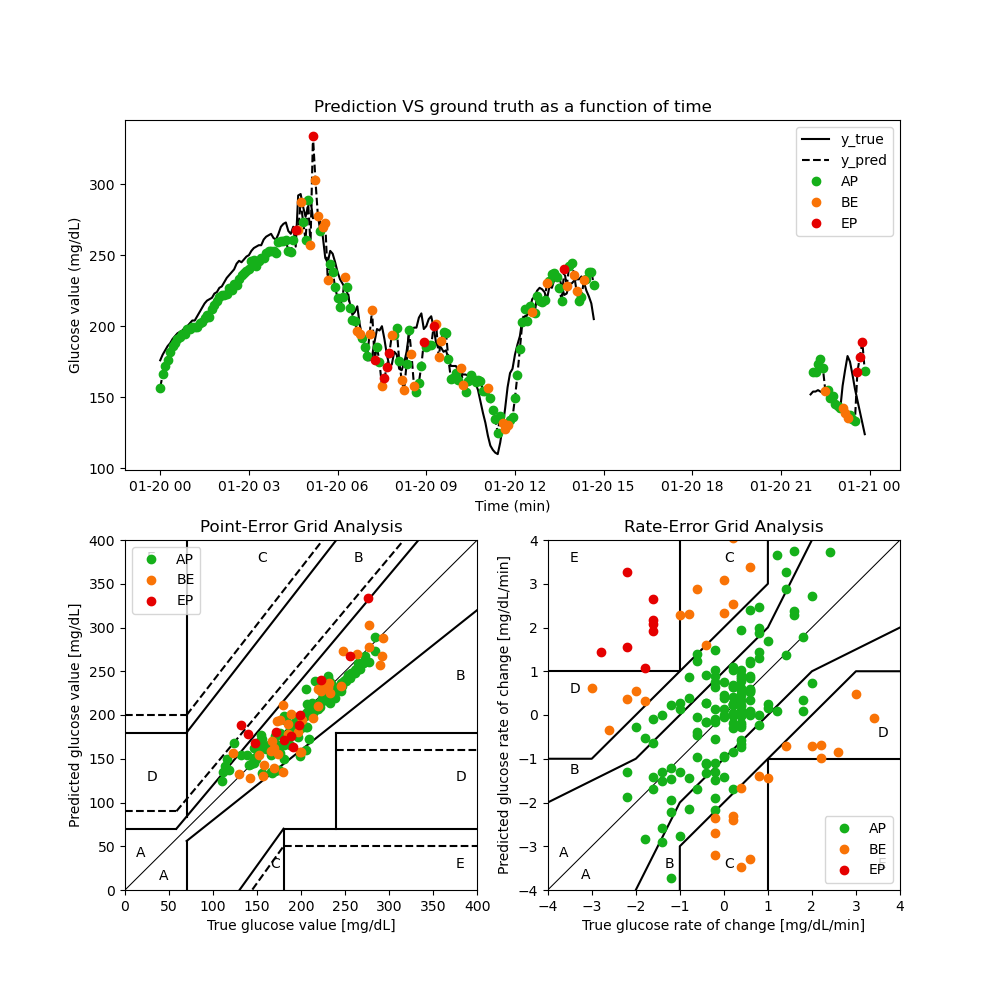 Prediction VS ground truth as a function of time
Glucose value (mg/dL)
300
250
200
150
100
y_true
y_pred
AP
BE
EP
01-20 00 01-20 03 01-20 06 01-20 09 01-20 12 01-20 15 01-20 18 01-20 21 01-21 00
Time (min)
Point-Error Grid Analysis
Predicted glucose value [mg/dL]
400
350
300
250
200
150
100
50
0
AP
BE
EP
E
C
B
B
D
D
A
A
C
E
0 50 100 150 200 250 300 350 400
True glucose value [mg/dL]
Rate-Error Grid Analysis
Predicted glucose rate of change [mg/dL/min]
4
3
2
1
0
−1
−2
−3
−4
E
C
D
D
B
A
A
B
C
E
AP
BE
EP
−4 −3 −2 −1 0 1 2 3 4
True glucose rate of change [mg/dL/min]